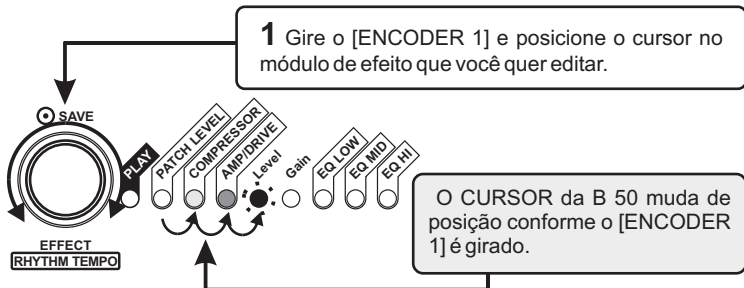 1 Gire o [ENCODER 1] e posicione o cursor no
módulo de efeito que você quer editar.
SAVE
PLAY
PATCH LEVEL
COMPRESSOR
AMP/DRIVE
Level
Gain
EQ LOW
EQ MID
EQ HI
EFFECT
RHYTHM TEMPO
O CURSOR da B 50 muda de
posição conforme o [ENCODER
1] é girado.